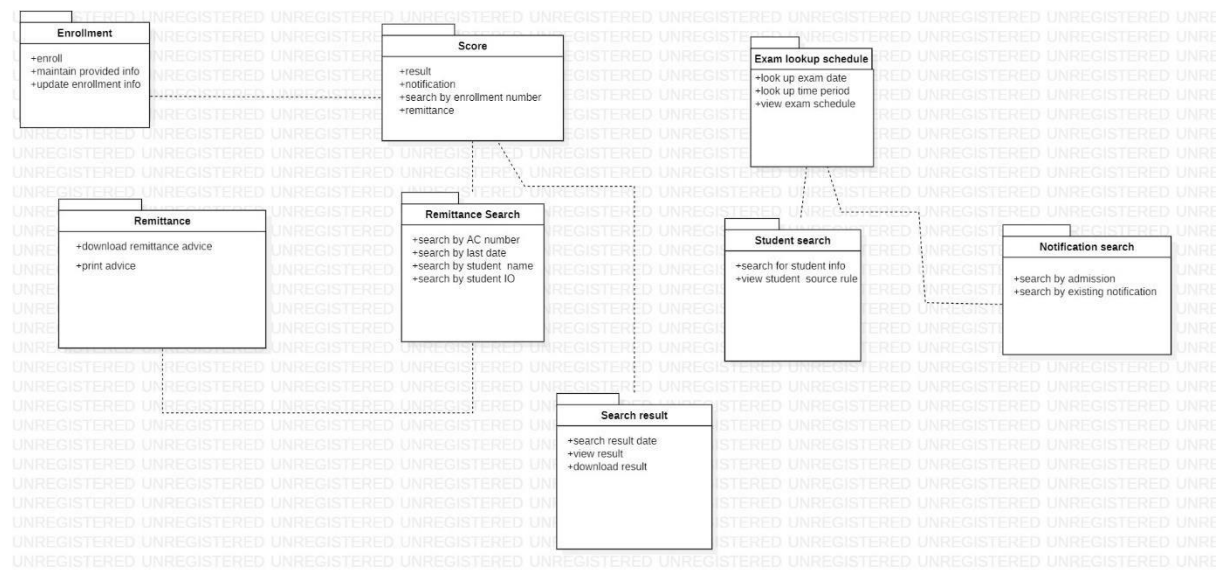 Enrollment
+enroll
+maintain provided info
+update enrollment info
Score
+result
+notification
+search by enrollment number
+remittance
Exam lookup schedule
+look up exam date
+look up time period
+view exam schedule
Remittance
+download remittance advice
+print advice
Remittance Search
+search by AC number
+search by last date
+search by student name
+search by student IO
Student search
+search for student info
+view student source rule
Notification search
+search by admission
+search by existing notification
Search result
+search result date
+view result
+download result
UNREGISTERED